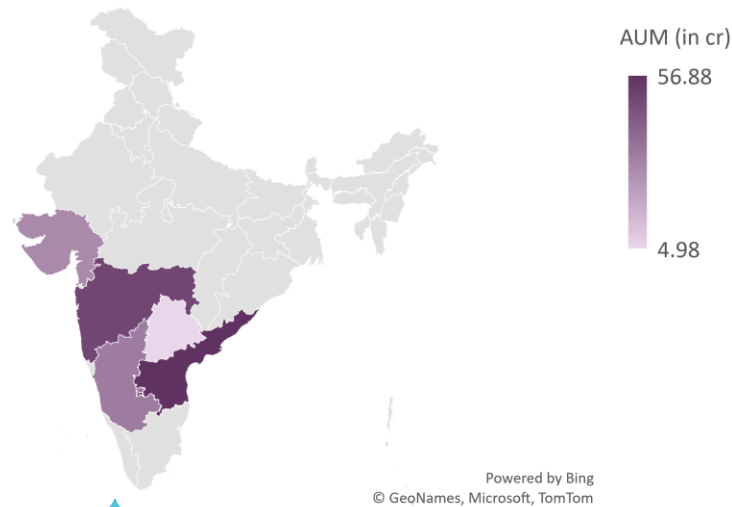 AUM (in cr)
56.88
4.98
Powered by Bing
© GeoNames, Microsoft, TomTom